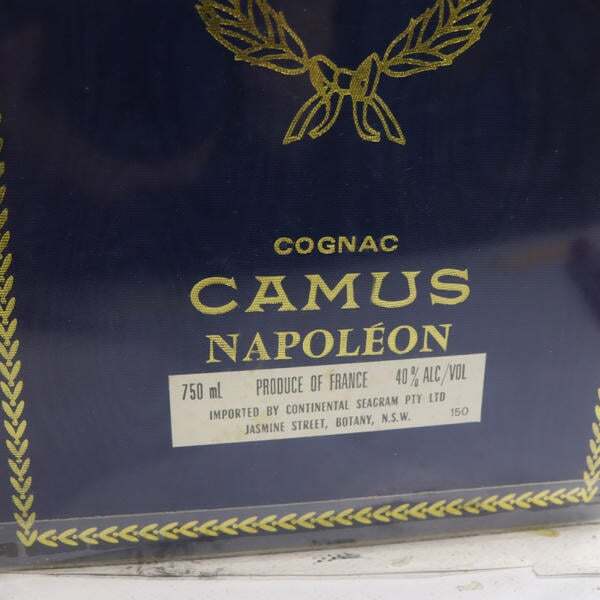 COGNAC
CAMUS
NAPOLÉON
750 mL PRODUCE OF FRANCE 40% ALC/VOL
IMPORTED BY CONTINENTAL SEAGRAM PTY LTD
JASMINE STREET, BOTANY, N.S.W. 150